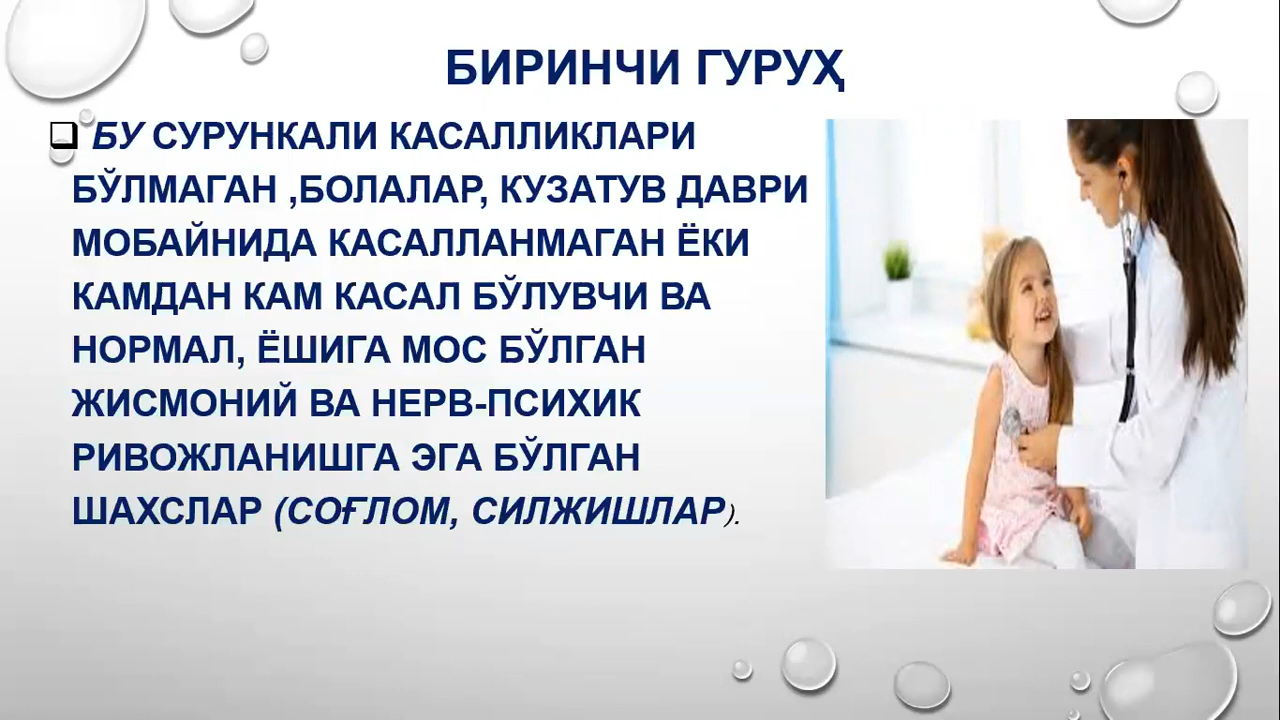 БИРИНЧИ ГУРУҲ
БУ СУРУНКАЛИ КАСАЛЛИКЛАРИ
БЎЛМАГАН ,БОЛАЛАР, КУЗАТУВ ДАВРИ
МОБАЙНИДА КАСАЛЛАНМАГАН ЁКИ
КАМДАН КАМ КАСАЛ БЎЛУВЧИ ВА
НОРМАЛ, ЁШИГА МОС БЎЛГАН
ЖИСМОНИЙ ВА НЕРВ-ПСИХИК
РИВОЖЛАНИШГА ЭГА БЎЛГАН
ШАХСЛАР (СОҒЛОМ, СИЛЖИШЛАР).